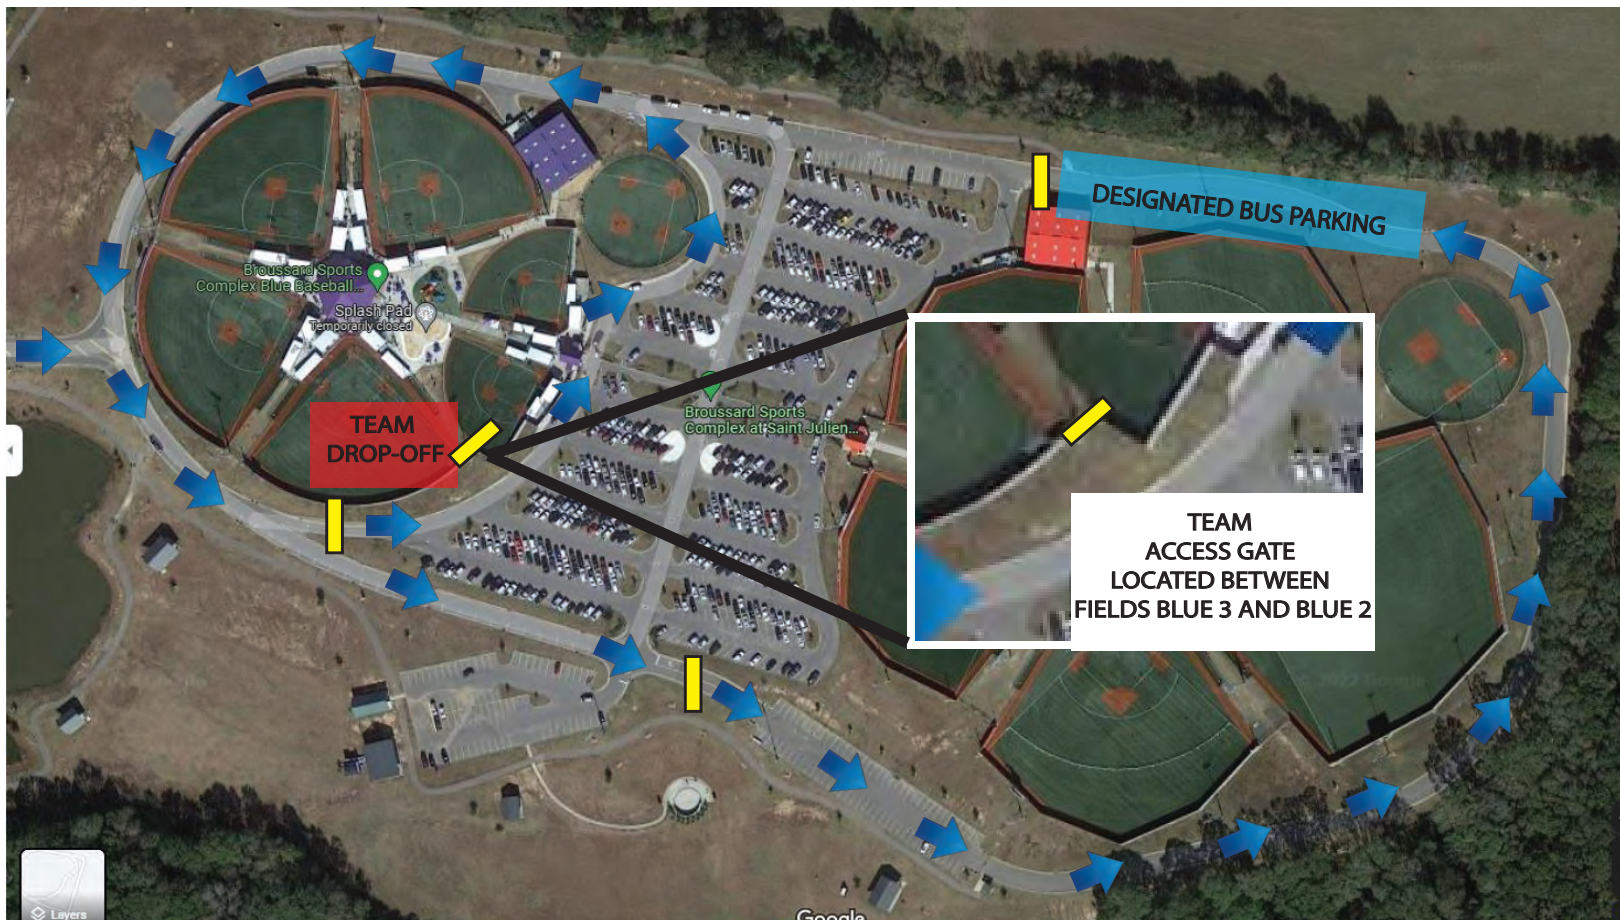 DESIGNATED BUS PARKING
Broussard Sports
Complex Blue Baseball...
Splash Pad
Temporarily closed
TEAM
DROP-OFF
Broussard Sports
Complex at Saint Julien...
TEAM
ACCESS GATE
LOCATED BETWEEN
FIELDS BLUE 3 AND BLUE 2
Layers
Google